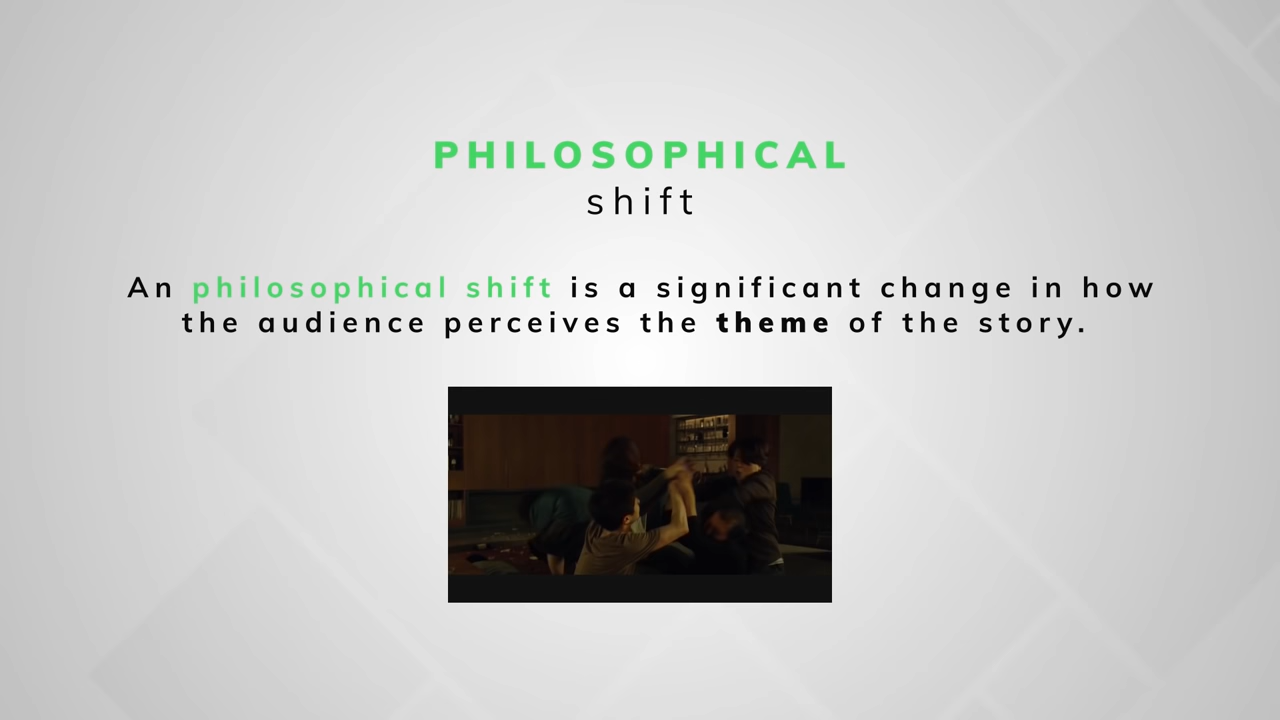 PHILOSOPHICAL
shift
An philosophical shift is a significant change in how
the audience perceives the theme of the story.